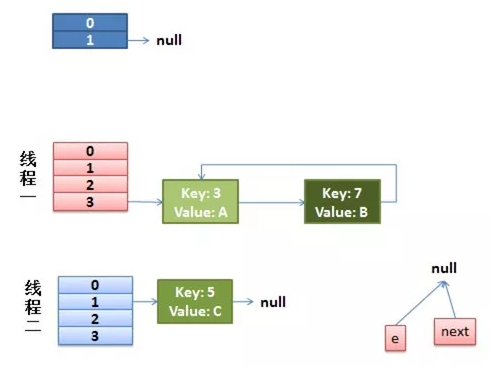 0
1
null
线程一
0
1
2
3
Key: 3
Value: A
Key: 7
Value: B
线程二
0
1
2
3
Key: 5
Value: C
null
null
e
next